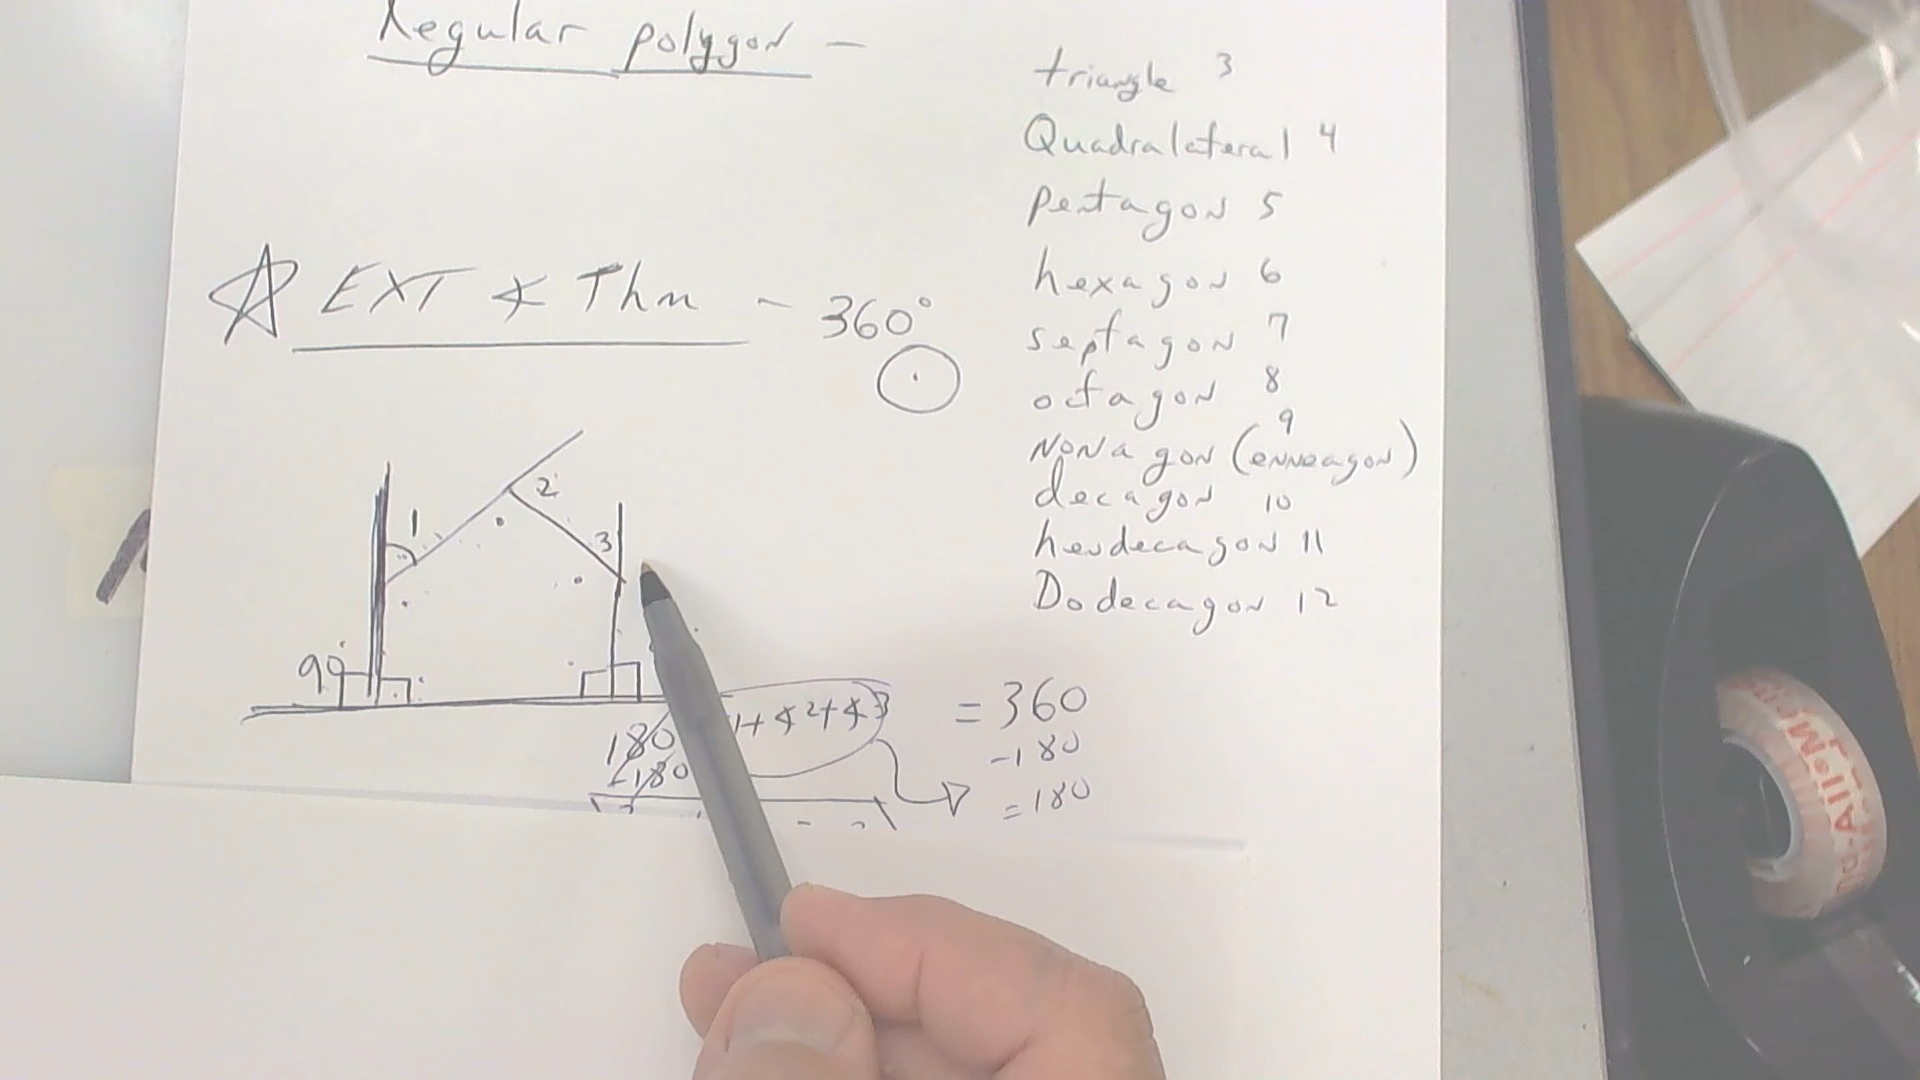 Regular polygon —
triangle 3
Quadralateral 4
pentagon 5
hexagon 6
septagon 7
octagon 8
9
Nonagon (enneagon)
decagon 10
hendecagon 11
Dodecagon 12
☆ EXT ∡ Thm - 360°
1
2
3
90°
180 1+∡2+∡3 = 360
-180 -180
= 180